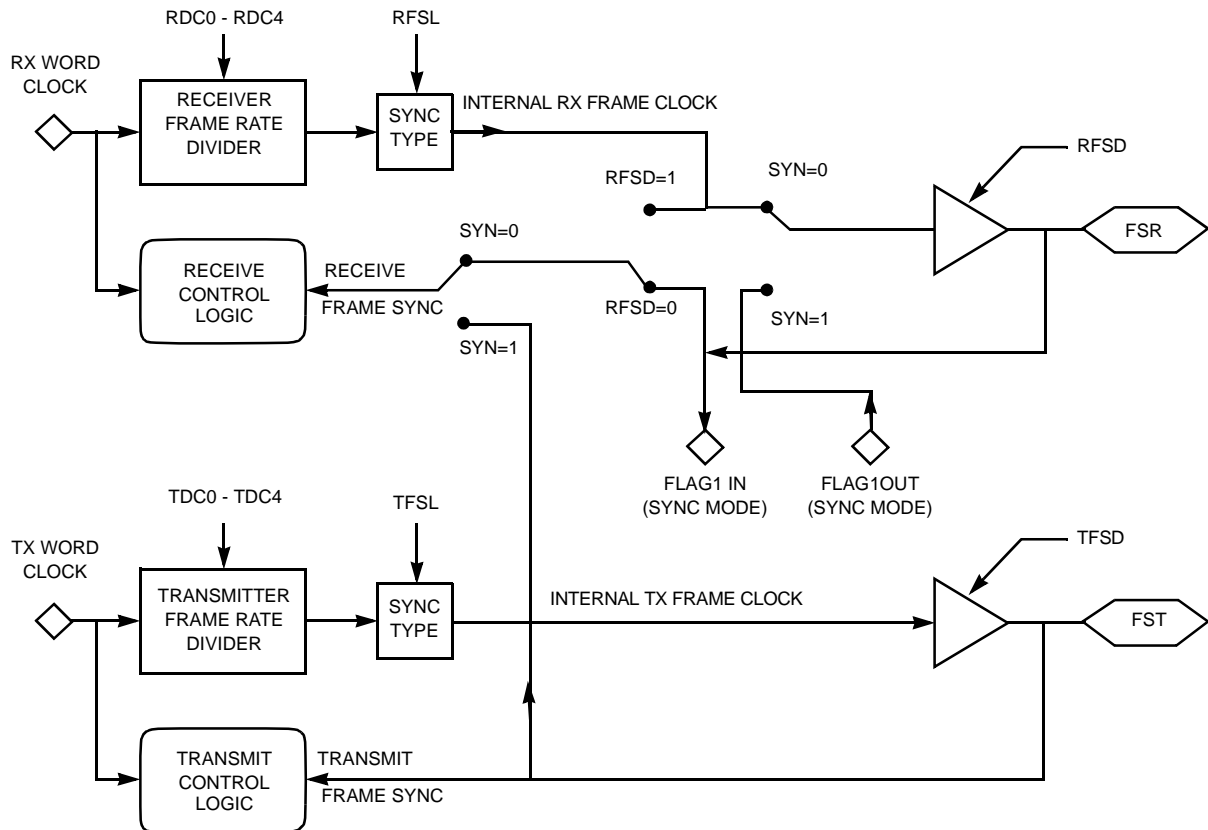 RDC0 - RDC4
RFSL
RX WORD
CLOCK
RECEIVER
FRAME RATE
DIVIDER
SYNC
TYPE
INTERNAL RX FRAME CLOCK
RFSD
RFSD=1
SYN=0
FSR
SYN=0
RECEIVE
CONTROL
LOGIC
RECEIVE
FRAME SYNC
RFSD=0
SYN=1
SYN=1
FLAG1 IN
(SYNC MODE)
FLAG1OUT
(SYNC MODE)
TDC0 - TDC4
TFSL
TX WORD
CLOCK
TRANSMITTER
FRAME RATE
DIVIDER
SYNC
TYPE
INTERNAL TX FRAME CLOCK
TFSD
FST
TRANSMIT
CONTROL
LOGIC
TRANSMIT
FRAME SYNC